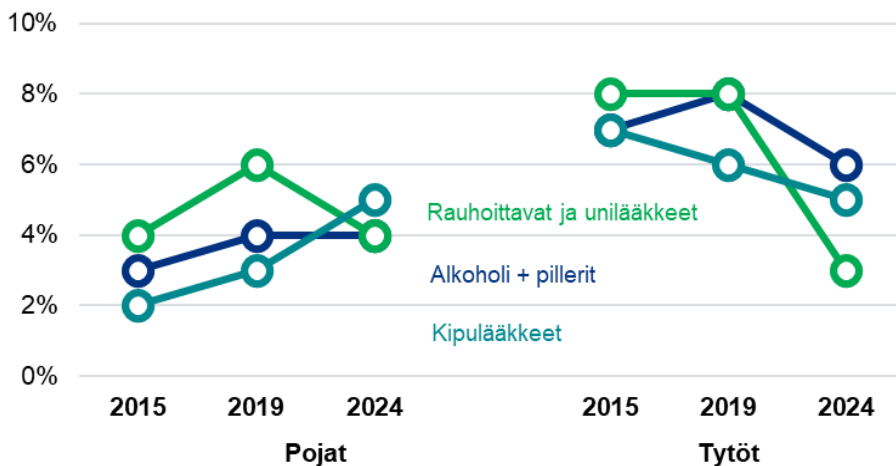 10%
8%
6%
4%
2%
0%
Rauhoittavat ja unilääkkeet
Alkoholi + pillerit
Kipulääkkeet
2015 2019 2024 2015 2019 2024
Pojat Tytöt